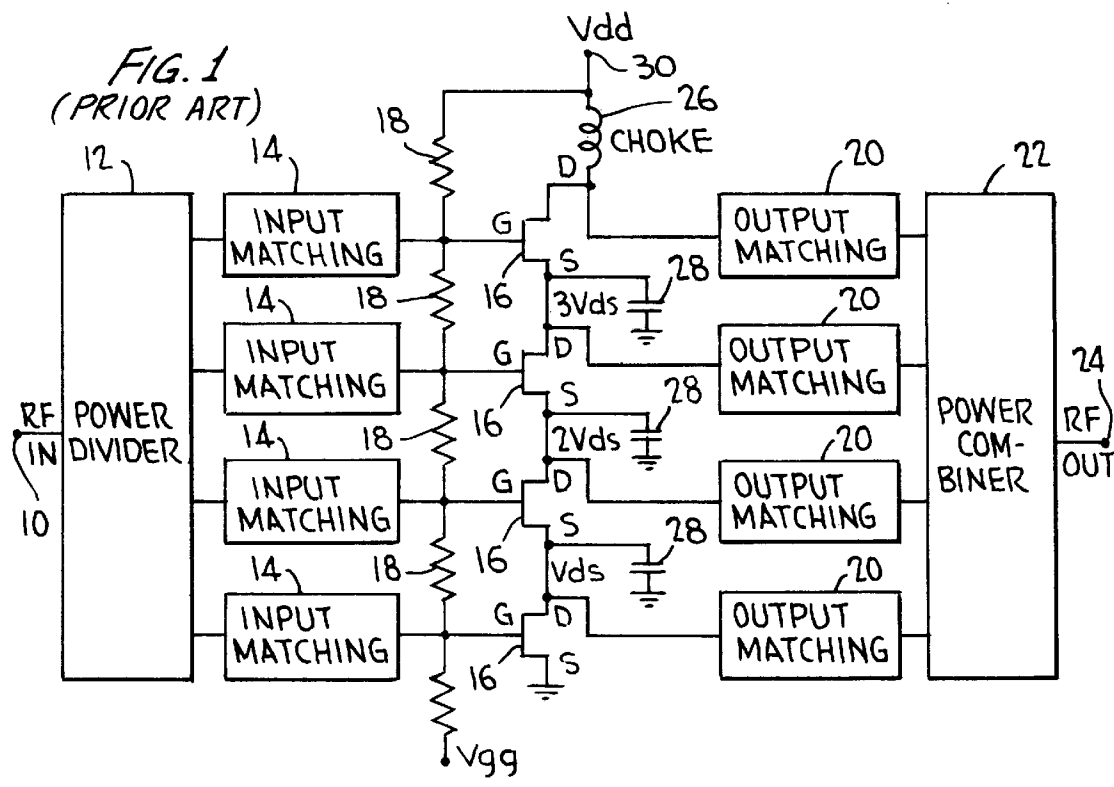 Vdd
FIG. 1
(PRIOR ART)
30
26
CHOKE
18
12
14
D
20
22
INPUT
MATCHING
G
16
S
OUTPUT
MATCHING
18
14
3Vds
28
20
INPUT
MATCHING
G
D
16
S
OUTPUT
MATCHING
24
RF
IN
10
POWER
DIVIDER
18
14
2Vds
28
20
POWER
COM-
BINER
RF
OUT
INPUT
MATCHING
G
D
16
S
OUTPUT
MATCHING
18
14
Vds
28
20
INPUT
MATCHING
G
D
16
S
OUTPUT
MATCHING
Vgg